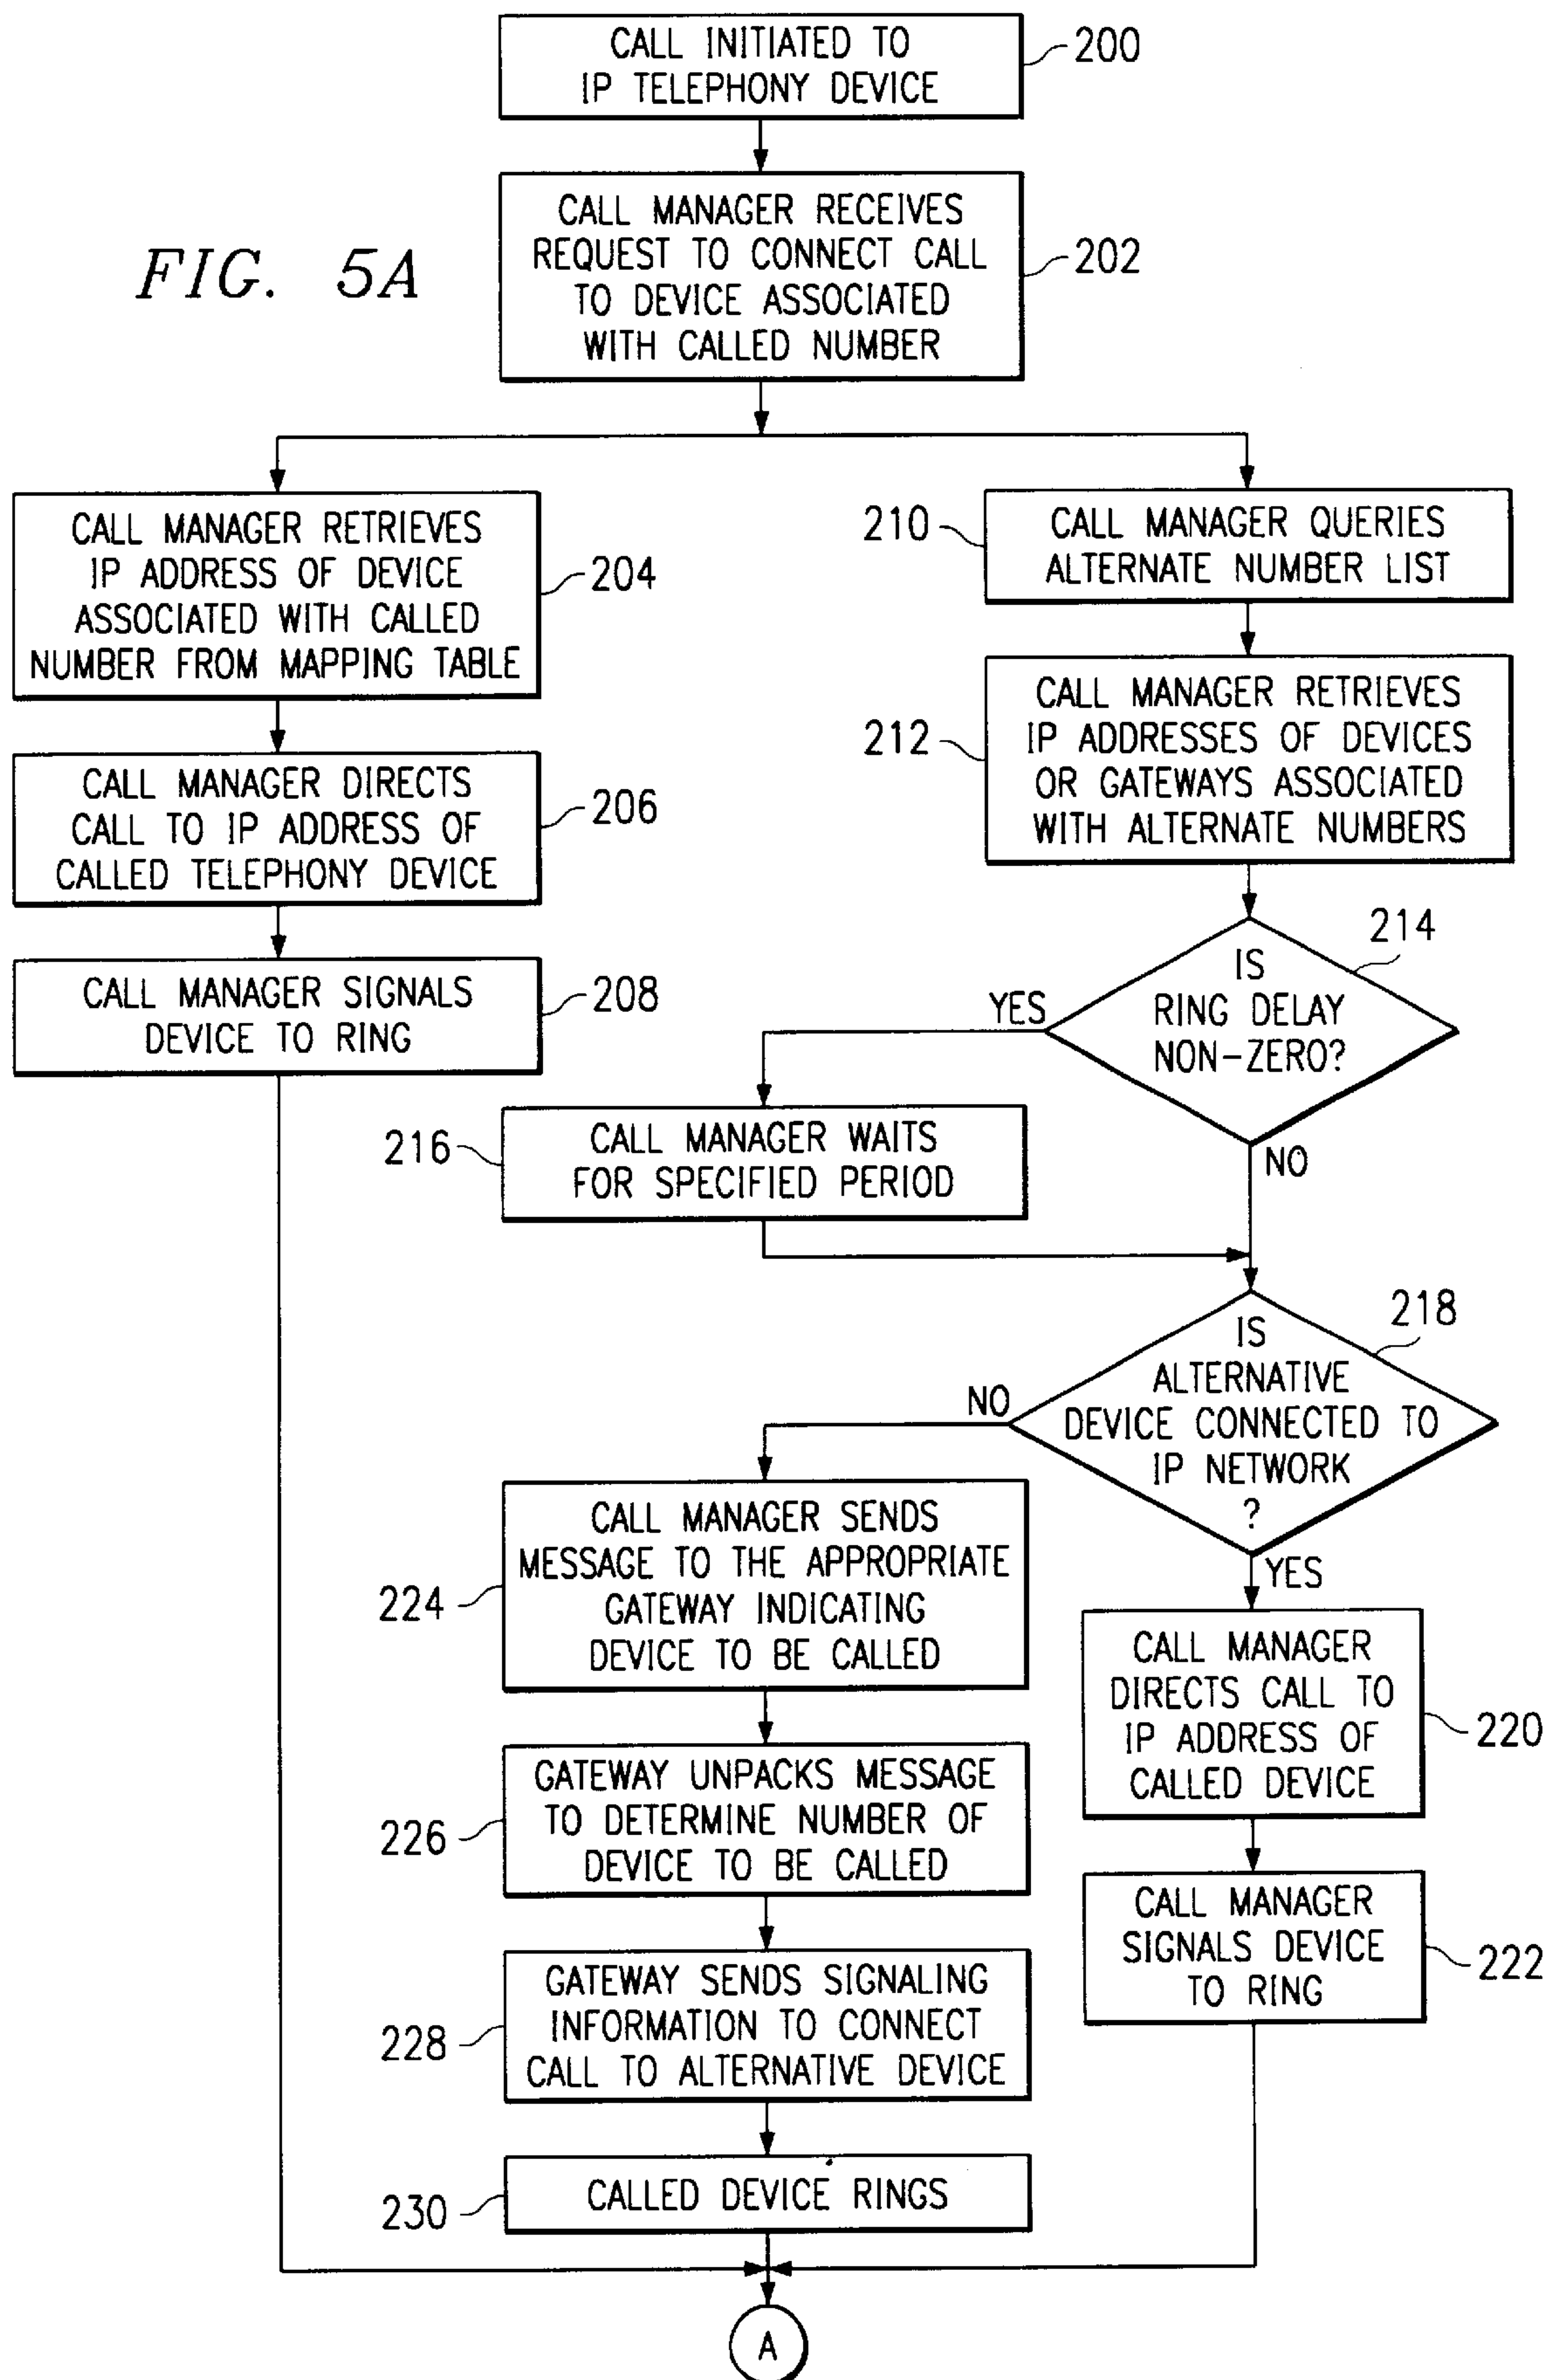 CALL INITIATED TO
IP TELEPHONY DEVICE
200
CALL MANAGER RECEIVES
REQUEST TO CONNECT CALL
TO DEVICE ASSOCIATED
WITH CALLED NUMBER
202
FIG. 5A
CALL MANAGER RETRIEVES
IP ADDRESS OF DEVICE
ASSOCIATED WITH CALLED
NUMBER FROM MAPPING TABLE
204
CALL MANAGER DIRECTS
CALL TO IP ADDRESS OF
CALLED TELEPHONY DEVICE
206
CALL MANAGER SIGNALS
DEVICE TO RING
208
210
CALL MANAGER QUERIES
ALTERNATE NUMBER LIST
212
CALL MANAGER RETRIEVES
IP ADDRESSES OF DEVICES
OR GATEWAYS ASSOCIATED
WITH ALTERNATE NUMBERS
214
IS
RING DELAY
NON-ZERO?
YES
NO
216
CALL MANAGER WAITS
FOR SPECIFIED PERIOD
218
IS
ALTERNATIVE
DEVICE CONNECTED TO
IP NETWORK
?
NO
YES
224
CALL MANAGER SENDS
MESSAGE TO THE APPROPRIATE
GATEWAY INDICATING
DEVICE TO BE CALLED
226
GATEWAY UNPACKS MESSAGE
TO DETERMINE NUMBER OF
DEVICE TO BE CALLED
228
GATEWAY SENDS SIGNALING
INFORMATION TO CONNECT
CALL TO ALTERNATIVE DEVICE
230
CALLED DEVICE RINGS
CALL MANAGER
DIRECTS CALL TO
IP ADDRESS OF
CALLED DEVICE
220
CALL MANAGER
SIGNALS DEVICE
TO RING
222
A